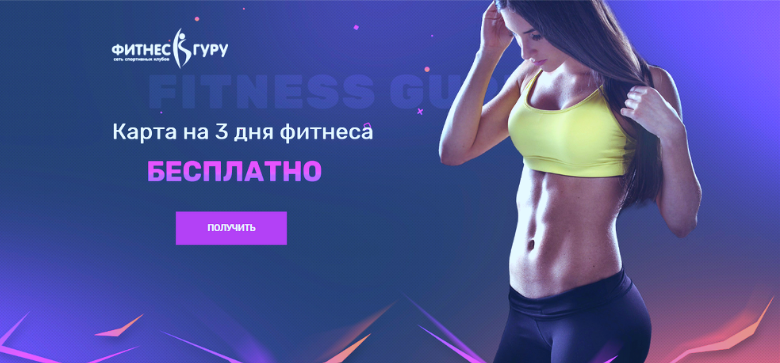 ФИТНЕС ГУРУ
сеть спортивных клубов
FITNESS GU
Карта на 3 дня фитнеса
БЕСПЛАТНО
ПОЛУЧИТЬ